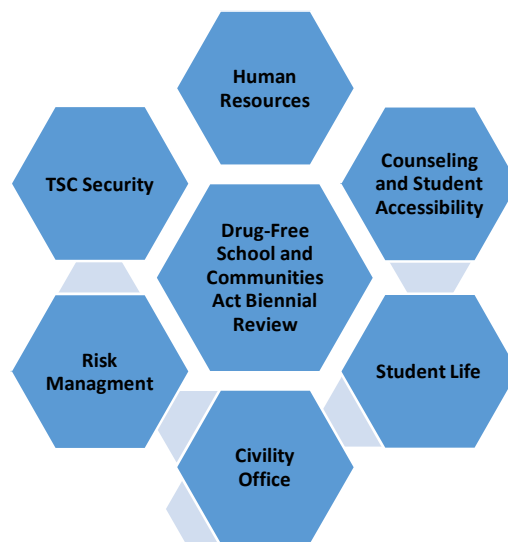 Human
Resources
TSC Security
Counseling
and Student
Accessibility
Drug-Free
School and
Communities
Act Biennial
Review
Risk
Managment
Student Life
Civility
Office